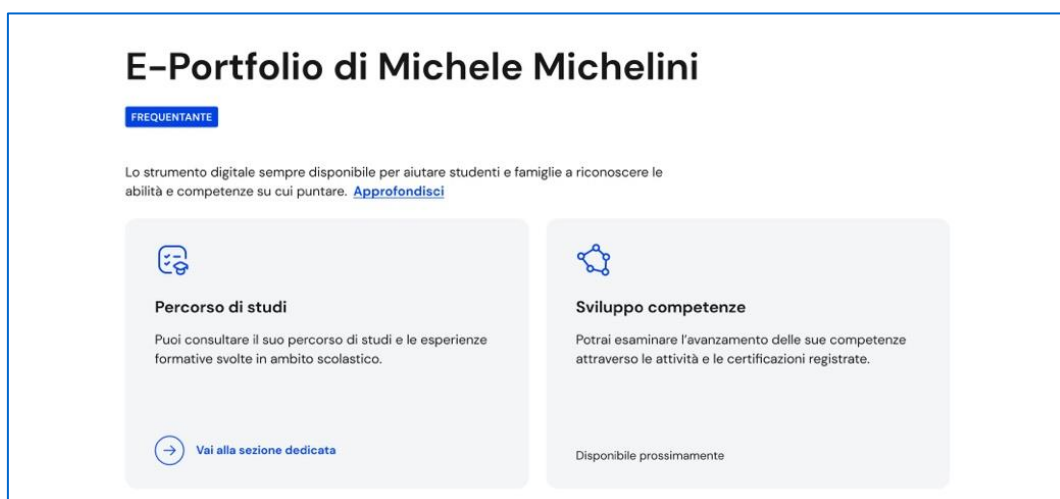 E-Portfolio di Michele Michelini
FREQUENTANTE
Lo strumento digitale sempre disponibile per aiutare studenti e famiglie a riconoscere le
abilità e competenze su cui puntare. Approfondisci
Percorso di studi
Puoi consultare il suo percorso di studi e le esperienze
formative svolte in ambito scolastico.
Vai alla sezione dedicata
Sviluppo competenze
Potrai esaminare l'avanzamento delle sue competenze
attraverso le attività e le certificazioni registrate.
Disponibile prossimamente